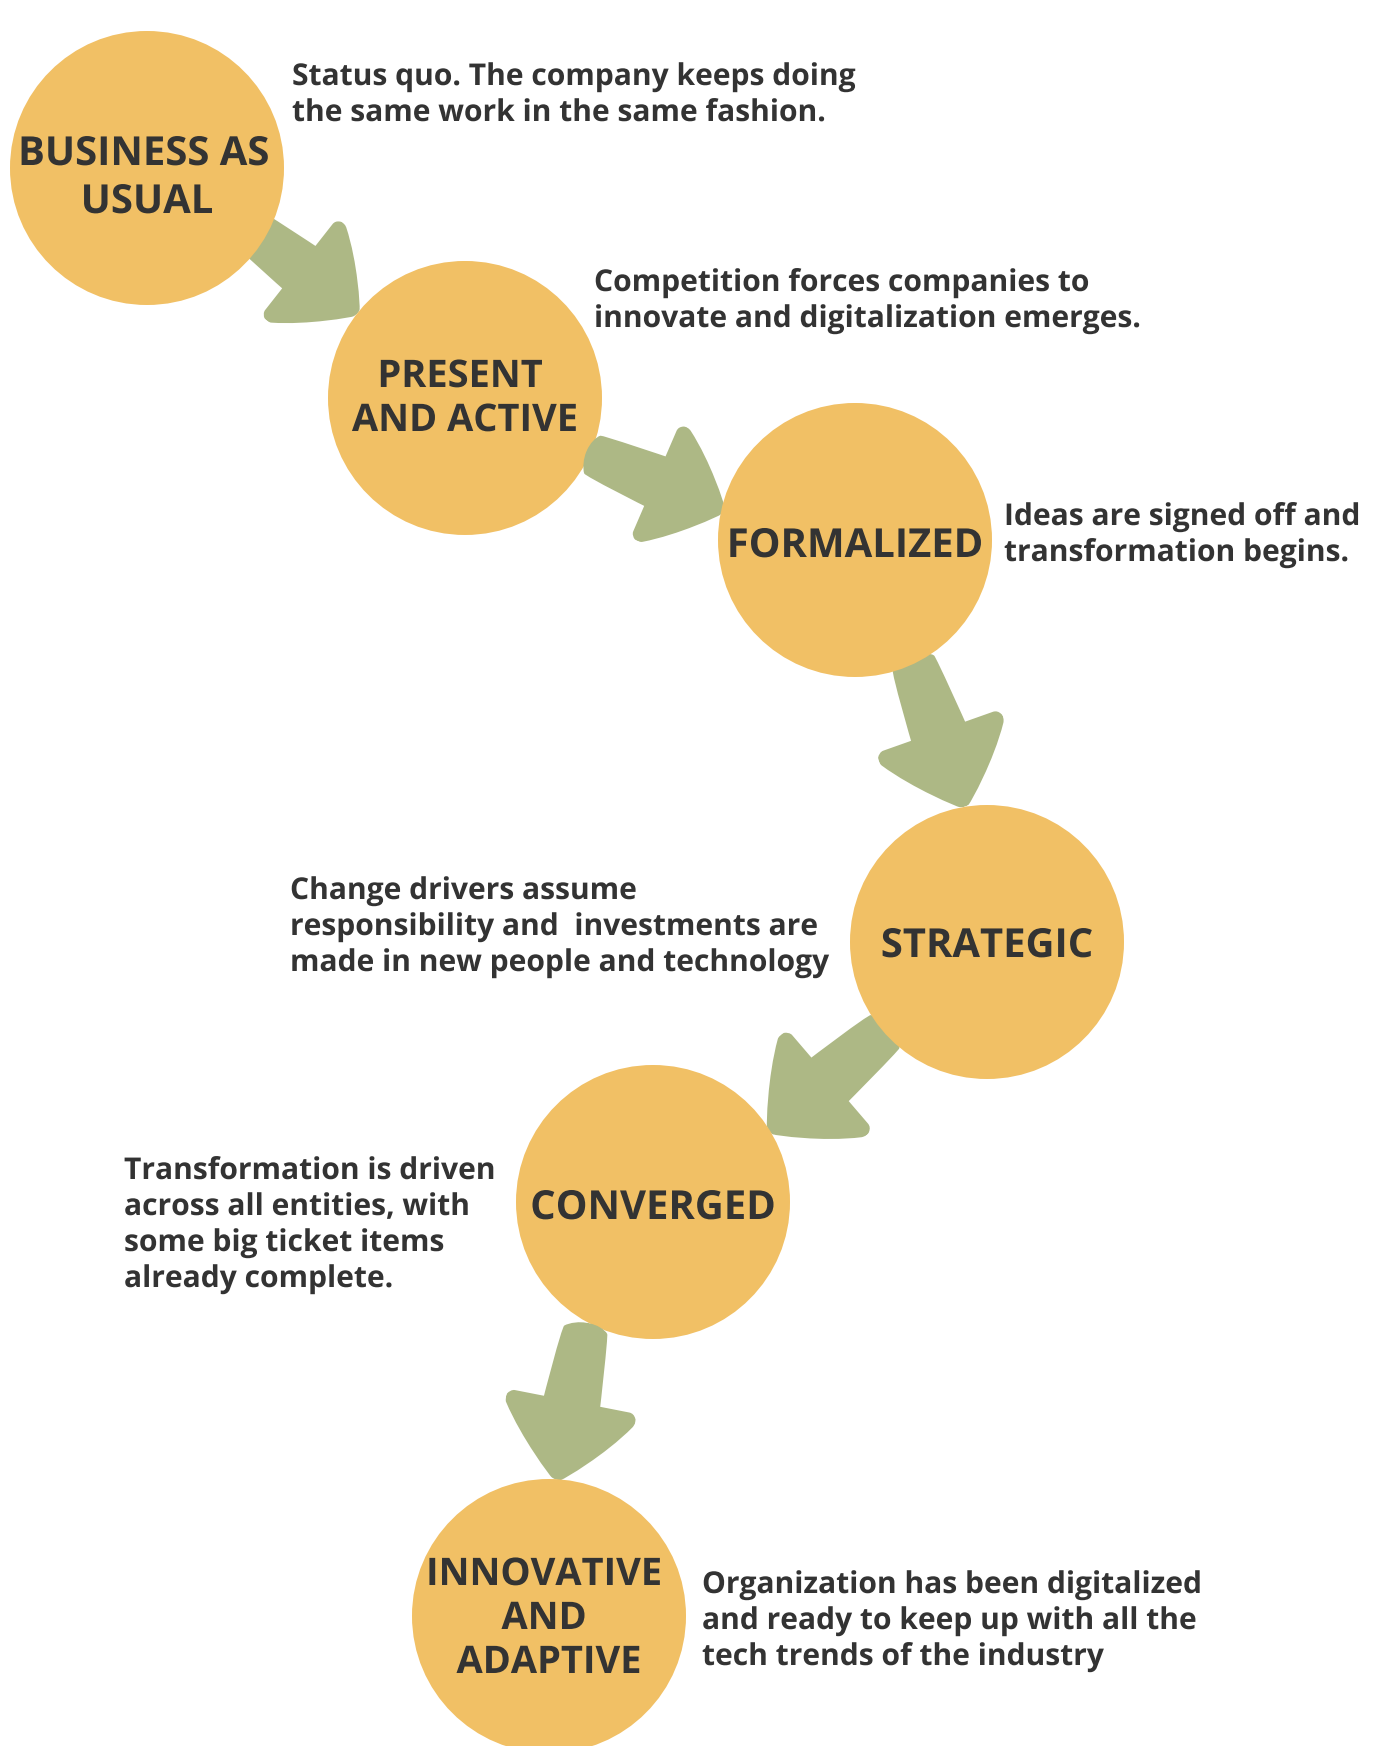 BUSINESS AS
USUAL
Status quo. The company keeps doing
the same work in the same fashion.
PRESENT
AND ACTIVE
Competition forces companies to
innovate and digitalization emerges.
FORMALIZED
Ideas are signed off and
transformation begins.
STRATEGIC
Change drivers assume
responsibility and  investments are
made in new people and technology
CONVERGED
Transformation is driven
across all entities, with
some big ticket items
already complete.
INNOVATIVE
AND
ADAPTIVE
Organization has been digitalized
and ready to keep up with all the
tech trends of the industry